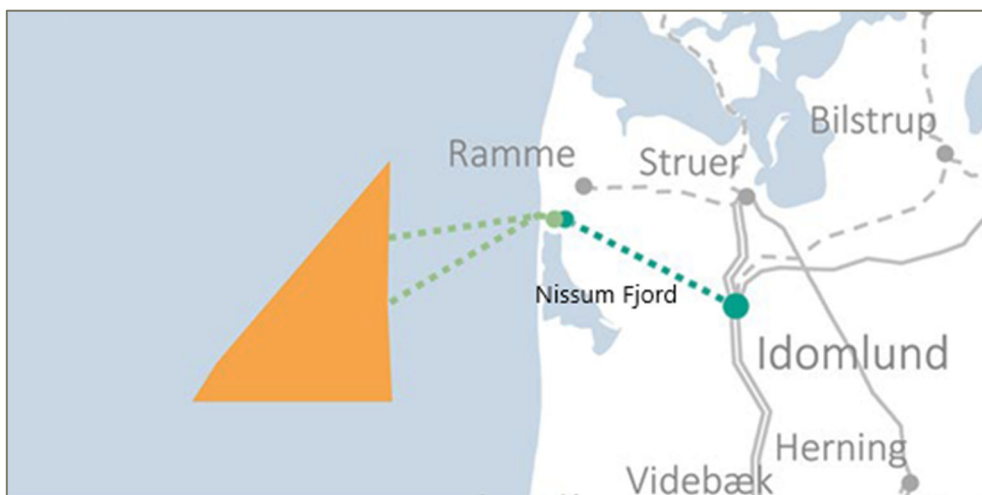 Bilstrup
Ramme
Struer
Nissum Fjord
Idomlund
Herning
Videbæk